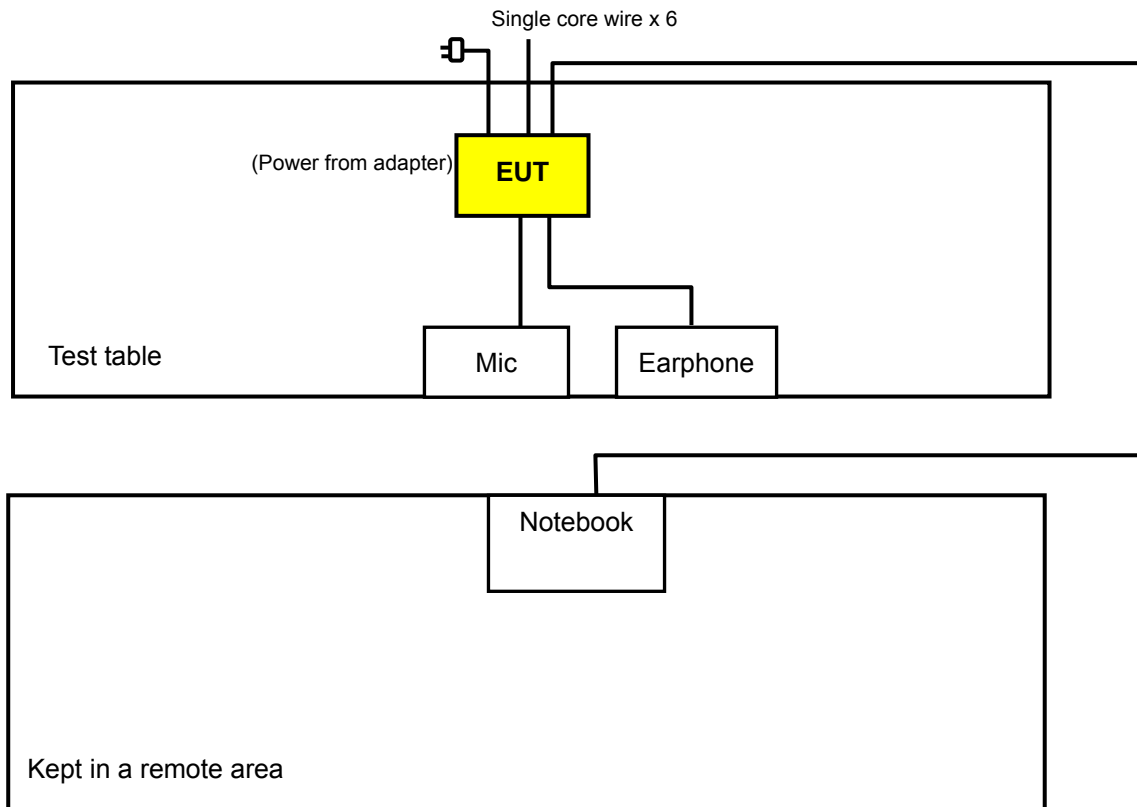 Single core wire x 6
(Power from adapter)
EUT
Test table
Mic
Earphone
Notebook
Kept in a remote area